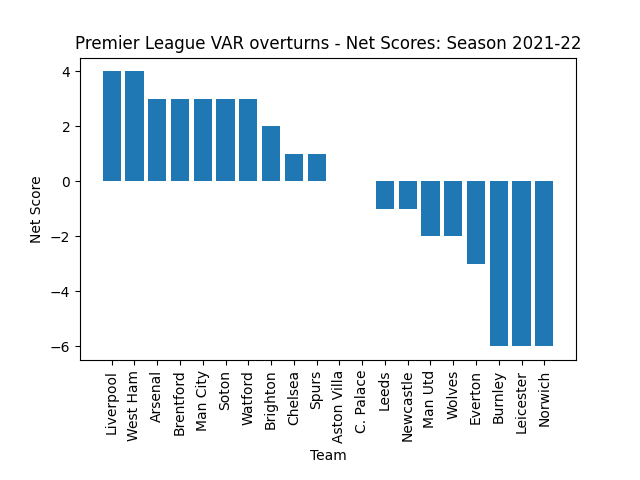 Premier League VAR overturns - Net Scores: Season 2021-22
Net Score
4
2
0
−2
−4
−6
Liverpool
West Ham
Arsenal
Brentford
Man City
Soton
Watford
Brighton
Chelsea
Spurs
Aston Villa
C. Palace
Leeds
Newcastle
Man Utd
Wolves
Everton
Burnley
Leicester
Norwich
Team